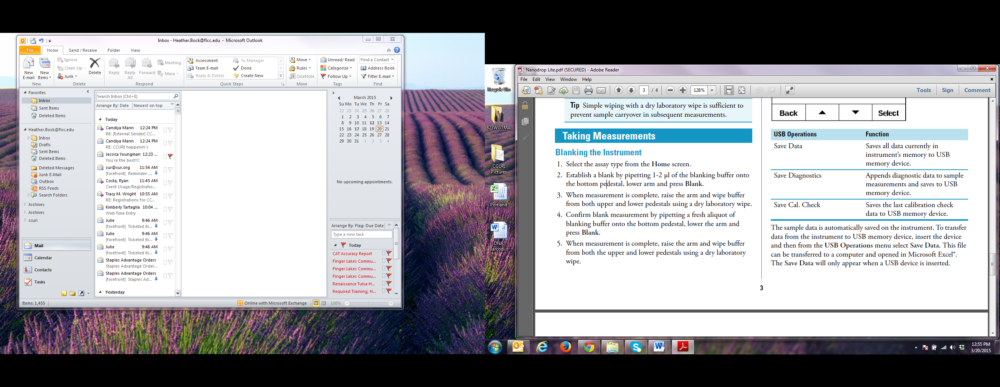 Inbox - Heather.Bock@flcc.edu - Microsoft Outlook
File Home Send / Receive Folder View
New E-mail
New Items
New
Ignore
Clean Up
Junk
Delete
Delete
Reply
Reply All
Forward
Meeting
More
Respond
Assessment
Team E-mail
Reply & Delete
To Manager
Done
Create New
Quick Steps
Move
Rules
OneNote
Move
Unread/ Read
Categorize
Follow Up
Tags
Find a Contact
Address Book
Filter E-mail
Find
Favorites
Inbox
Sent Items
Deleted Items
Heather.Bock@flcc.edu
Inbox
Drafts
Sent Items
Deleted Items
Deleted Messages
Junk E-Mail
Outbox
RSS Feeds
Search Folders
Archives
Archives
ccuri
Mail
Calendar
Contacts
Tasks
Items: 1,455
Search Inbox (Ctrl+E)
Arrange By: Date Newest on top
Today
Candiya Mann 12:24 PM
RE: [External Sender] CC...
Candiya Mann 12:24 PM
RE: CCURI happenin's
Jessica Youngman 12:23 ...
You're the best!!!!
cur@cur.org 11:54 AM
[forefront] Reminder: ...
Costa, Ryan 11:45 AM
Cvent Usage/Registratio...
Tracy M. Wright 10:55 AM
RE: Registrations for CC...
Kimberly Tartaglia 10:04 ...
Web Time Entry
Julie 9:46 AM
[forefront] Ticketed iti...
Julie 9:46 AM
[forefront] Ticketed iti...
Julie 9:46 AM
[forefront] Ticketed iti...
Staples Advantage Orders
Staples Advantage Order...
Staples Advantage Orders
[forefront] Staples Ad...
Yesterday
March 2015
Su Mo Tu We Th Fr Sa
22 23 24 25 26 27 28
1 2 3 4 5 6 7
8 9 10 11 12 13 14
15 16 17 18 19 20 21
22 23 24 25 26 27 28
29 30 31 1 2 3 4
No upcoming appointments.
Arrange By: Flag: Due Date
Type a new task
Today
CAT Accuracy Report
Finger Lakes Commu...
Finger Lakes Commu...
Finger Lakes Commu...
Renaissance Tulsa H...
Required Training; H...
Online with Microsoft Exchange 100%
Recycle Bin
823WGTMA
CCURI
Pictures
Portland
DNA
Barcodi...
Nanodrop Lite.pdf (SECURED) - Adobe Reader
File Edit View Window Help
3 / 4 128% Tools Sign Comment
Tip Simple wiping with a dry laboratory wipe is sufficient to
prevent sample carryover in subsequent measurements.
Taking Measurements
Blanking the Instrument
1. Select the assay type from the Home screen.
2. Establish a blank by pipetting 1-2 µl of the blanking buffer onto
the bottom pedestal, lower arm and press Blank.
3. When measurement is complete, raise the arm and wipe buffer
from both upper and lower pedestals using a dry laboratory wipe.
4. Confirm blank measurement by pipetting a fresh aliquot of
blanking buffer onto the bottom pedestal, lower the arm and
press Blank.
5. When measurement is complete, raise the arm and wipe buffer
from both the upper and lower pedestals using a dry laboratory
wipe.
Back Select
USB Operations Function
Save Data Saves all data currently in
instrument's memory to USB
memory device.
Save Diagnostics Appends diagnostic data to sample
measurements and saves to USB
memory device.
Save Cal. Check Saves the last calibration check
data to USB memory device.
The sample data is automatically saved on the instrument. To transfer
data from the instrument to USB memory device, insert the device
and then from the USB Operations menu select Save Data. This file
can be transferred to a computer and opened in Microsoft Excel®.
The Save Data will only appear when a USB device is inserted.
3
12:55 PM
3/20/2015